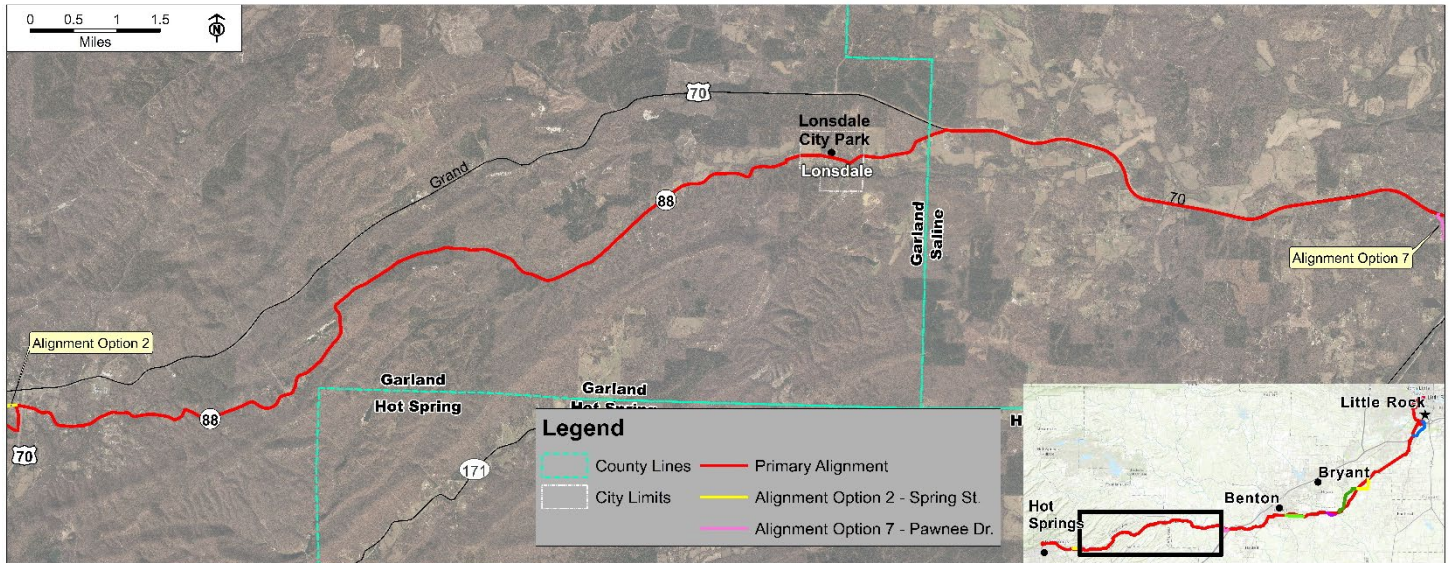 0 0.5 1 1.5
Miles
N
70
Grand
Lonsdale
City Park
Lonsdale
88
Garland
Saline
70
Alignment Option 7
Alignment Option 2
Garland
Hot Spring
Garland
Hot Spring
88
70
171
H
Legend
County Lines
City Limits
Primary Alignment
Alignment Option 2 - Spring St.
Alignment Option 7 - Pawnee Dr.
Little Rock
Bryant
Benton
Hot
Springs